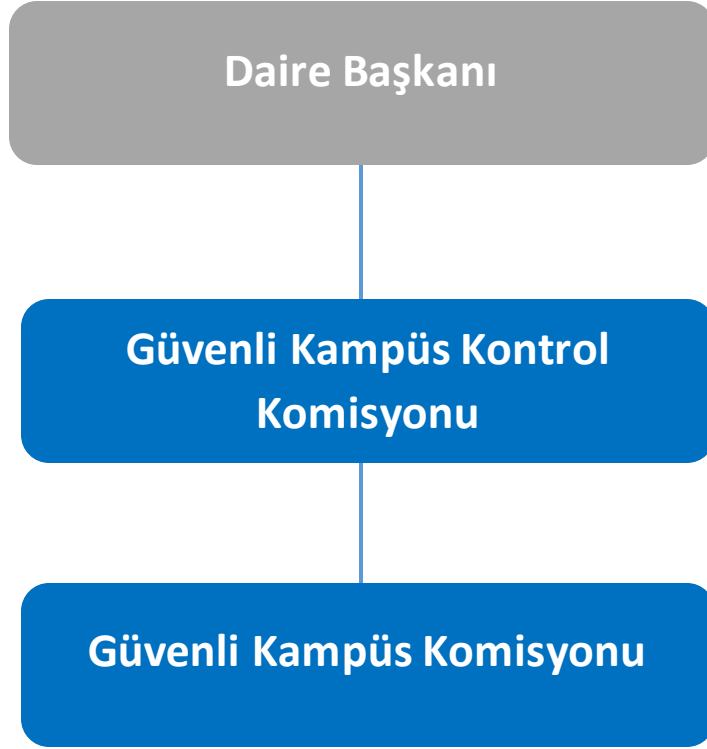 Daire Başkanı
Güvenli Kampüs Kontrol
Komisyonu
Güvenli Kampüs Komisyonu